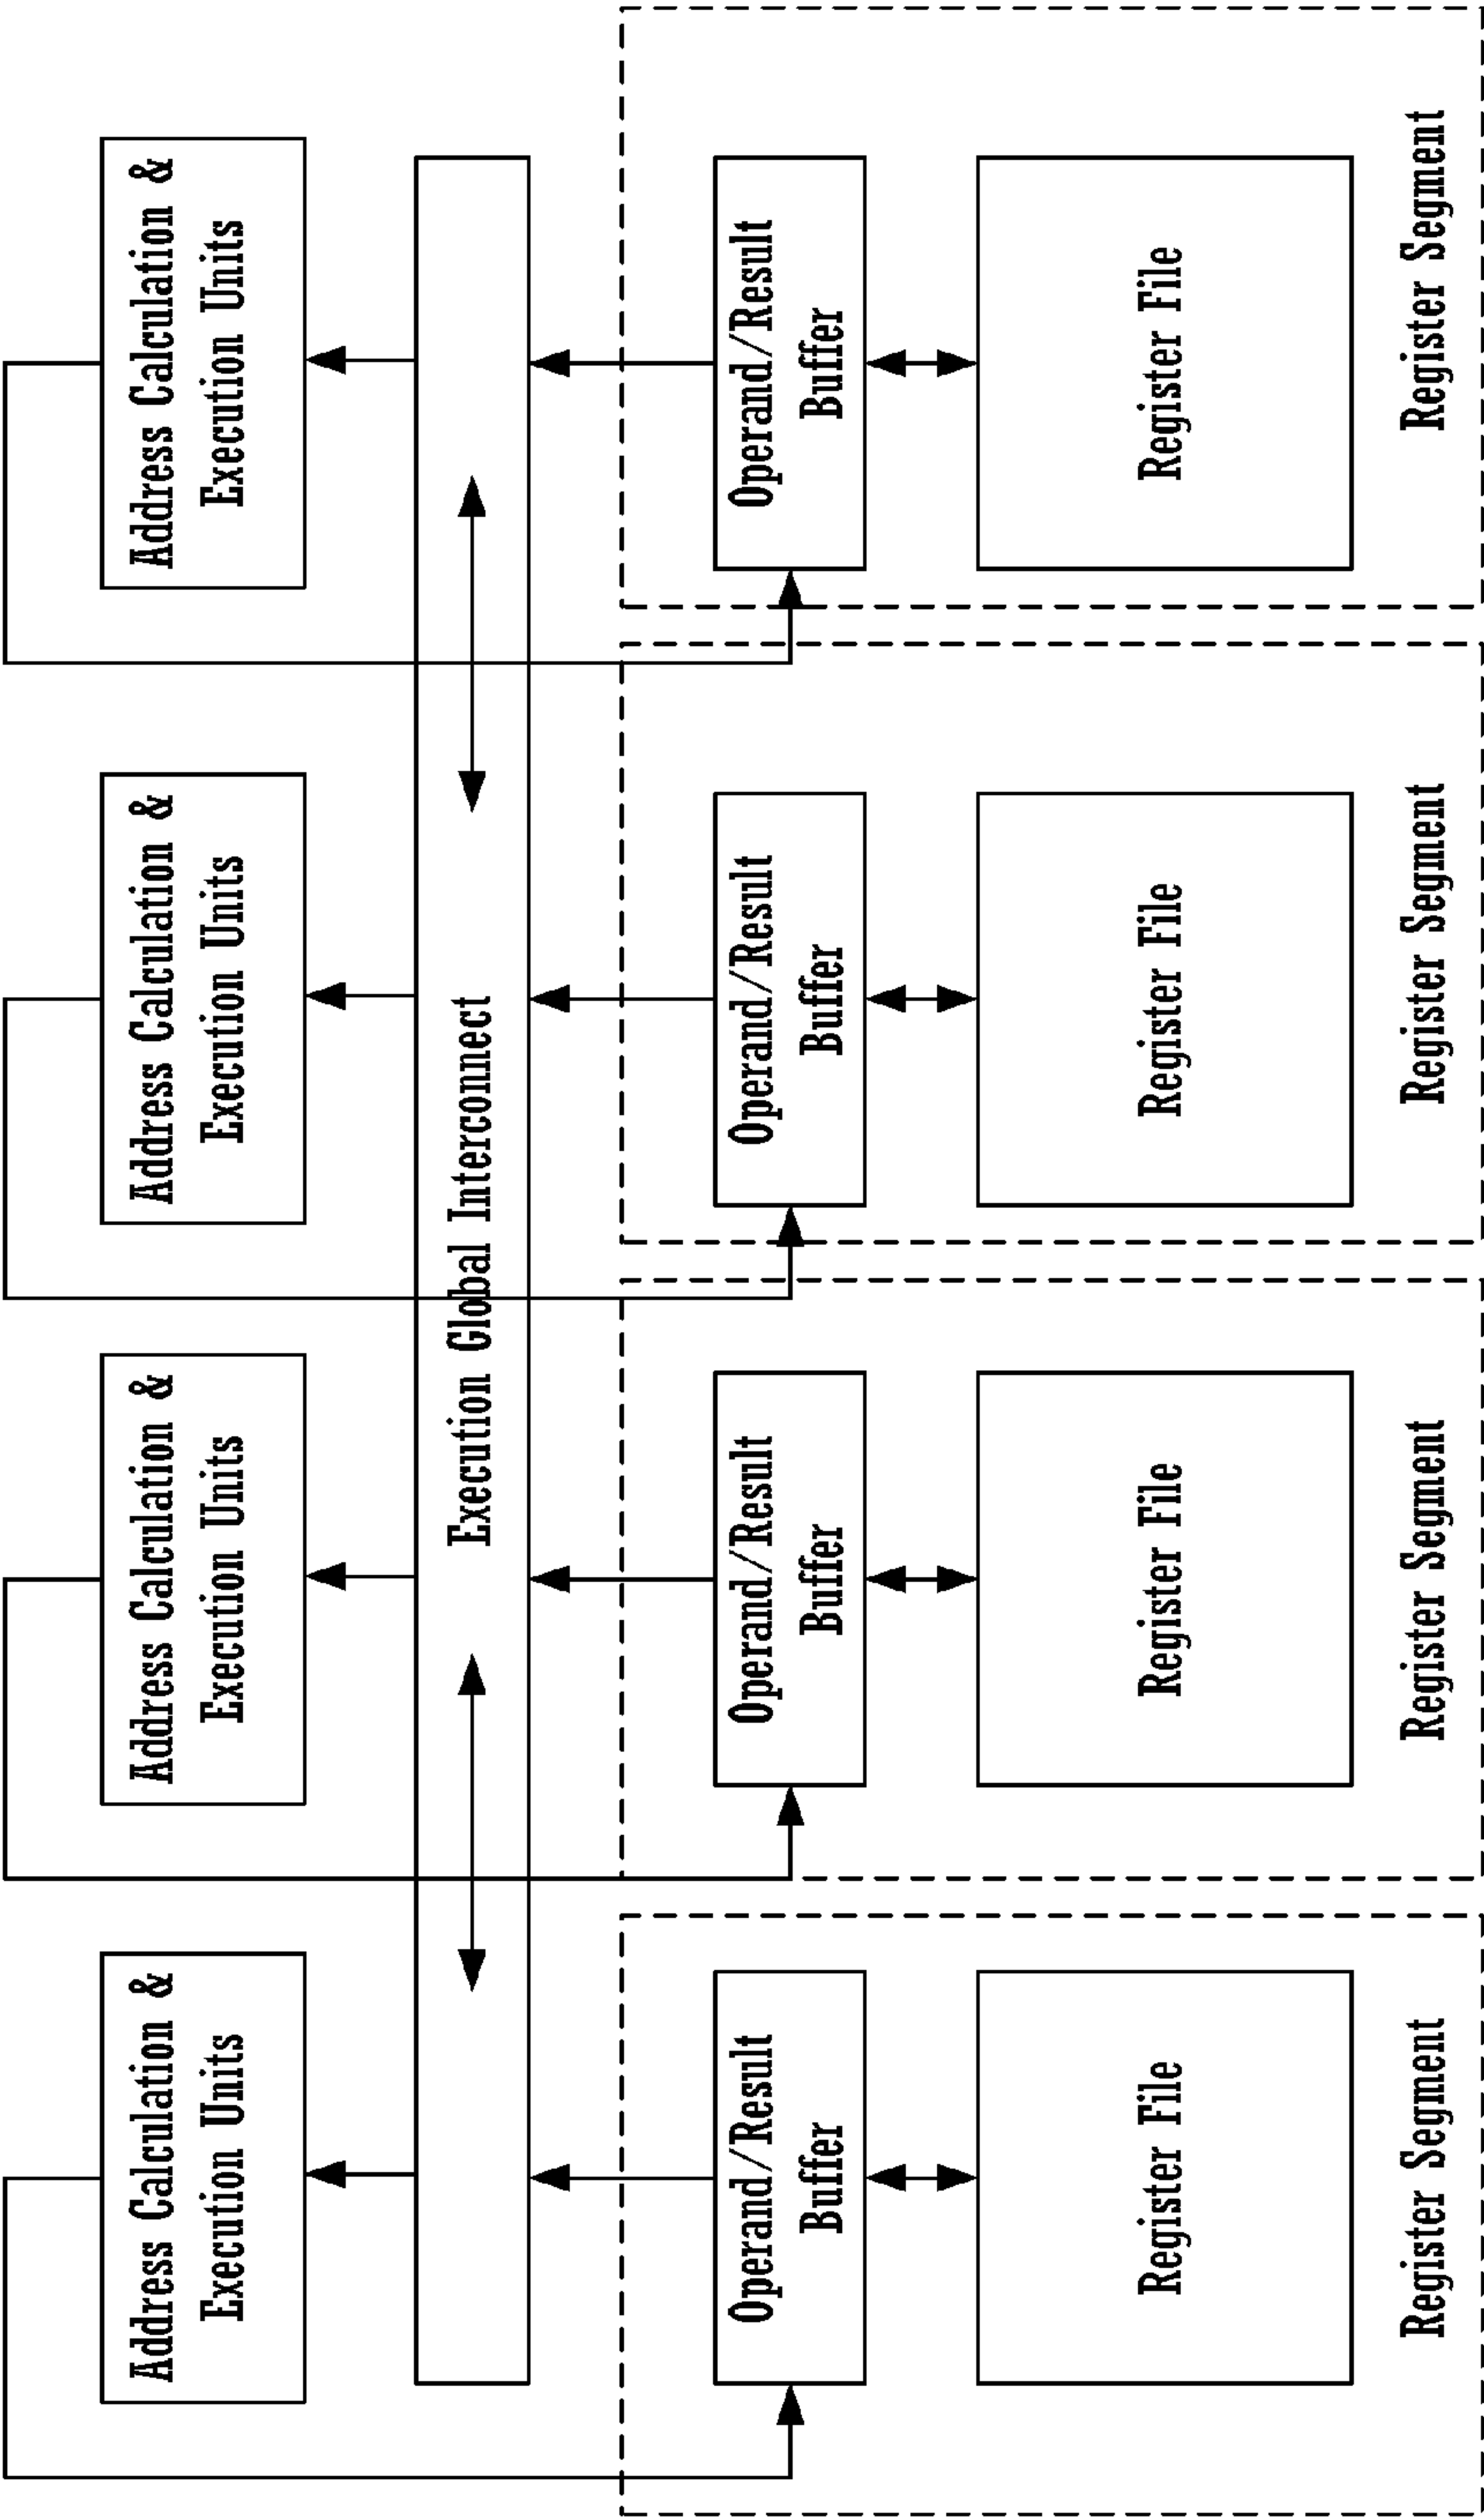 Address Calculation &
Execution Units
Address Calculation &
Execution Units
Address Calculation &
Execution Units
Address Calculation &
Execution Units
Execution Global Interconnect
Operand/Result
Buffer
Operand/Result
Buffer
Operand/Result
Buffer
Operand/Result
Buffer
Register File
Register File
Register File
Register File
Register Segment
Register Segment
Register Segment
Register Segment